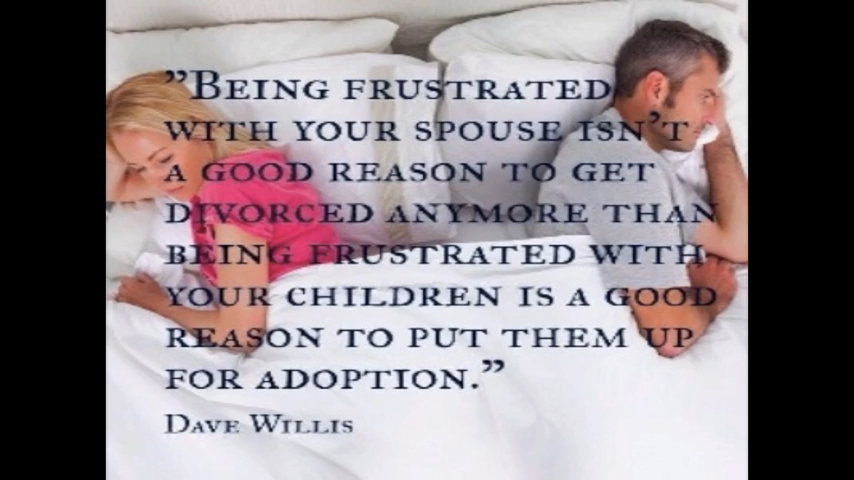 ”BEING FRUSTRATED
WITH YOUR SPOUSE ISN’T
A GOOD REASON TO GET
DIVORCED ANYMORE THAN
BEING FRUSTRATED WITH
YOUR CHILDREN IS A GOOD
REASON TO PUT THEM UP
FOR ADOPTION.”
DAVE WILLIS